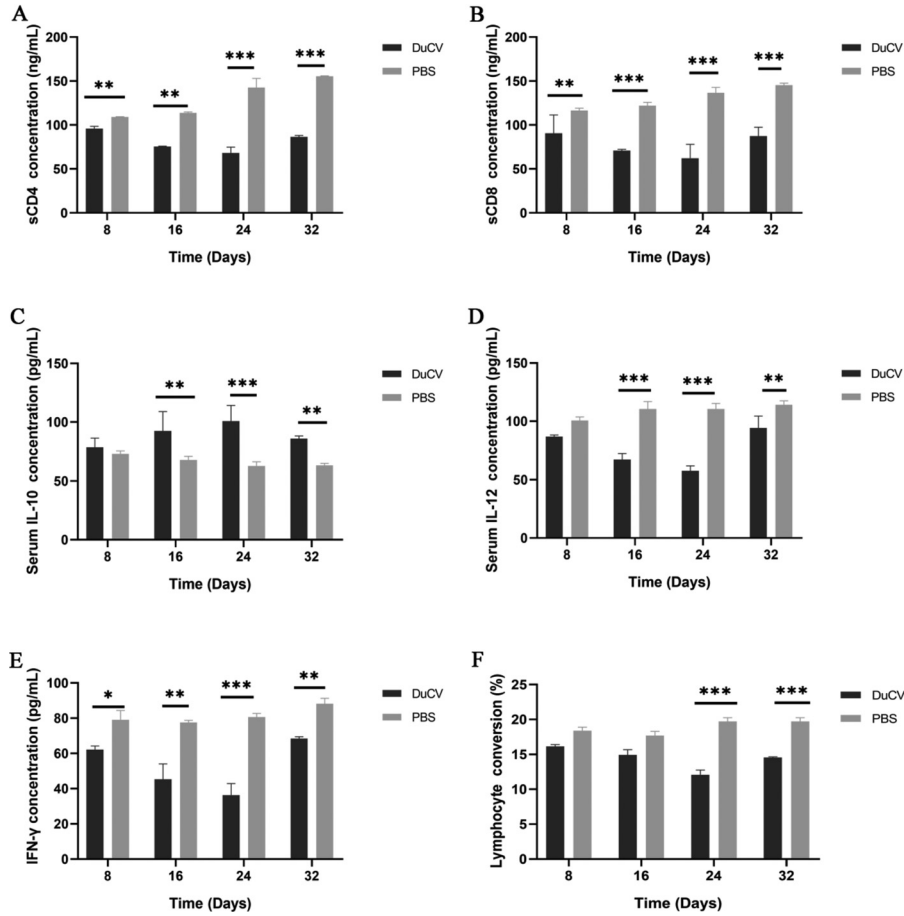 A
sCD4 concentration (ng/mL)
200
150
100
50
0
** ** *** ***
8 16 24 32
Time (Days)
DuCV
PBS
B
sCD8 concentration (ng/mL)
200
150
100
50
0
** *** *** ***
8 16 24 32
Time (Days)
DuCV
PBS
C
Serum IL-10 concentration (pg/mL)
150
100
50
0
** *** **
8 16 24 32
Time (Days)
DuCV
PBS
D
Serum IL-12 concentration (pg/mL)
150
100
50
0
*** *** **
8 16 24 32
Time (Days)
DuCV
PBS
E
IFN-γ concentration (pg/mL)
100
80
60
40
20
0
* ** *** **
8 16 24 32
Time (Days)
DuCV
PBS
F
Lymphocyte conversion (%)
25
20
15
10
5
0
*** ***
8 16 24 32
Time (Days)
DuCV
PBS